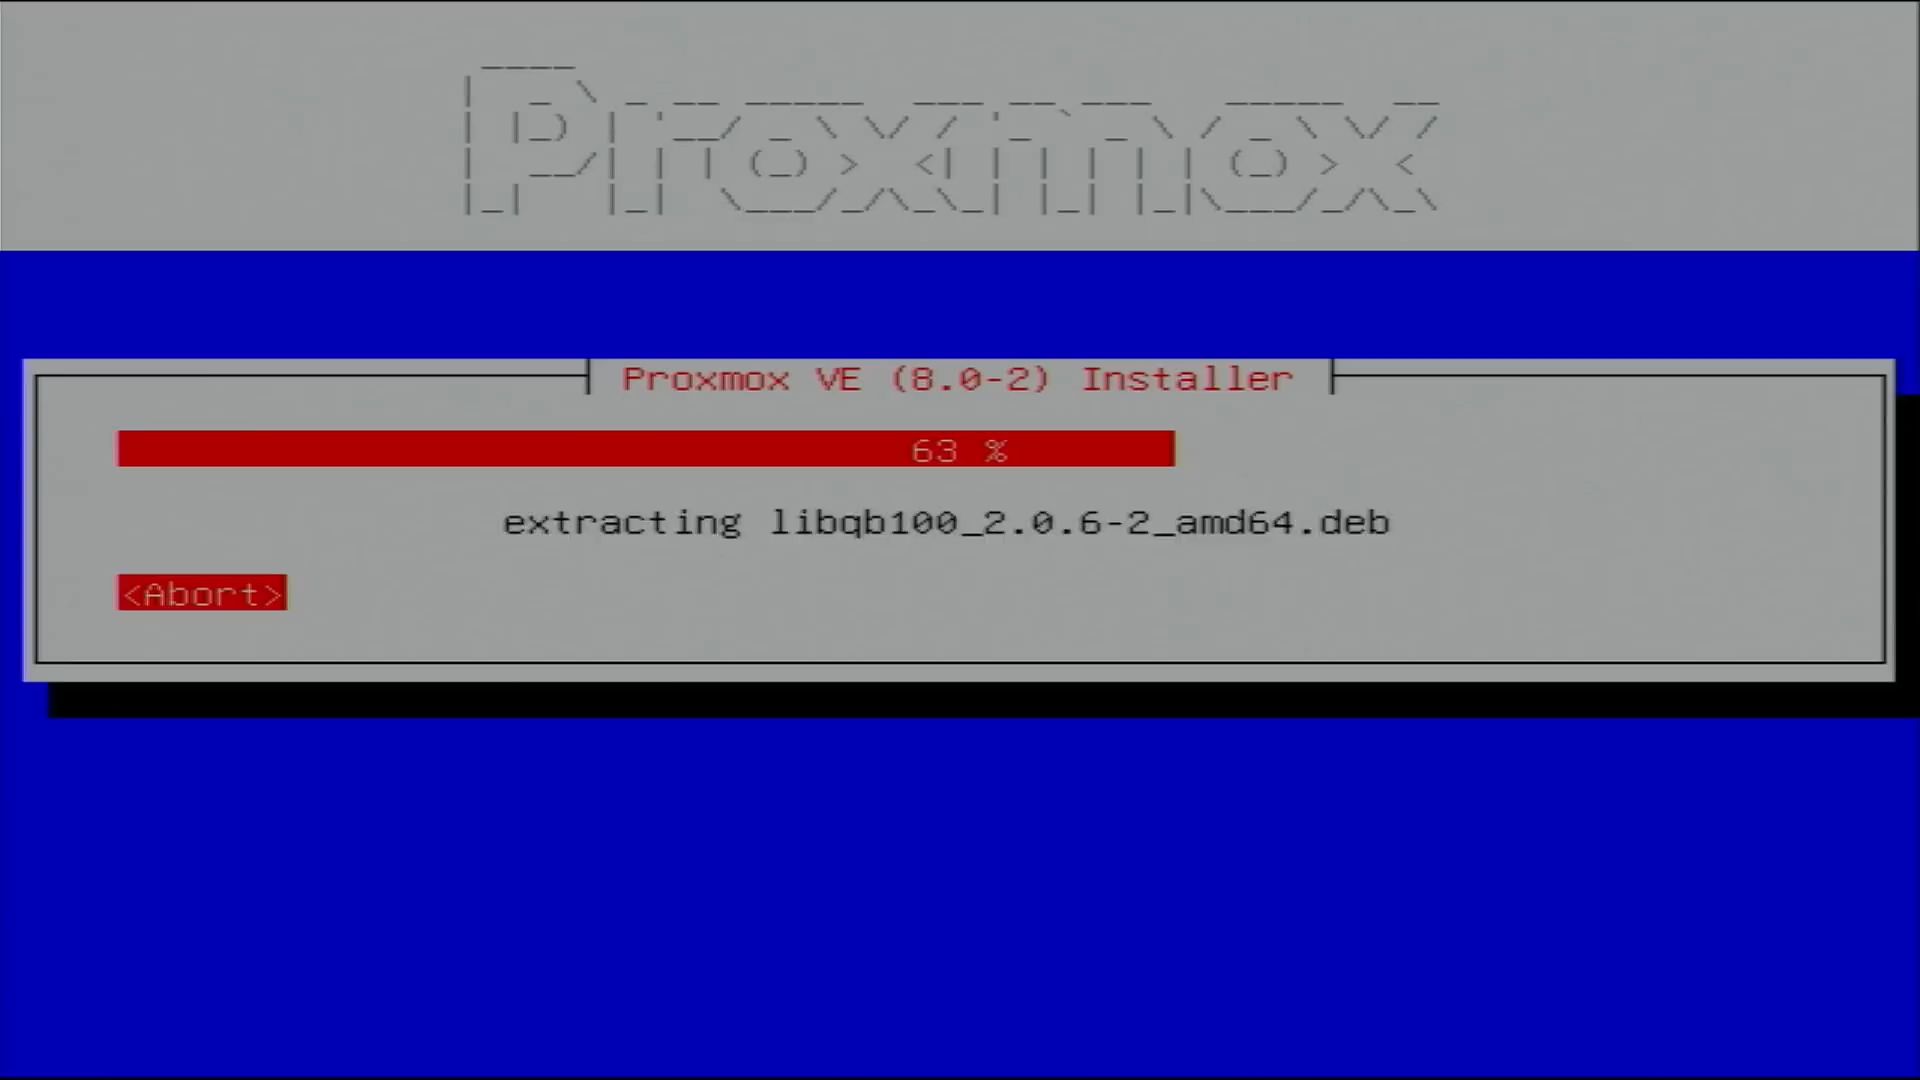 Proxmox
Proxmox VE (8.0-2) Installer
63 %
extracting libqb100_2.0.6-2_amd64.deb
<Abort>